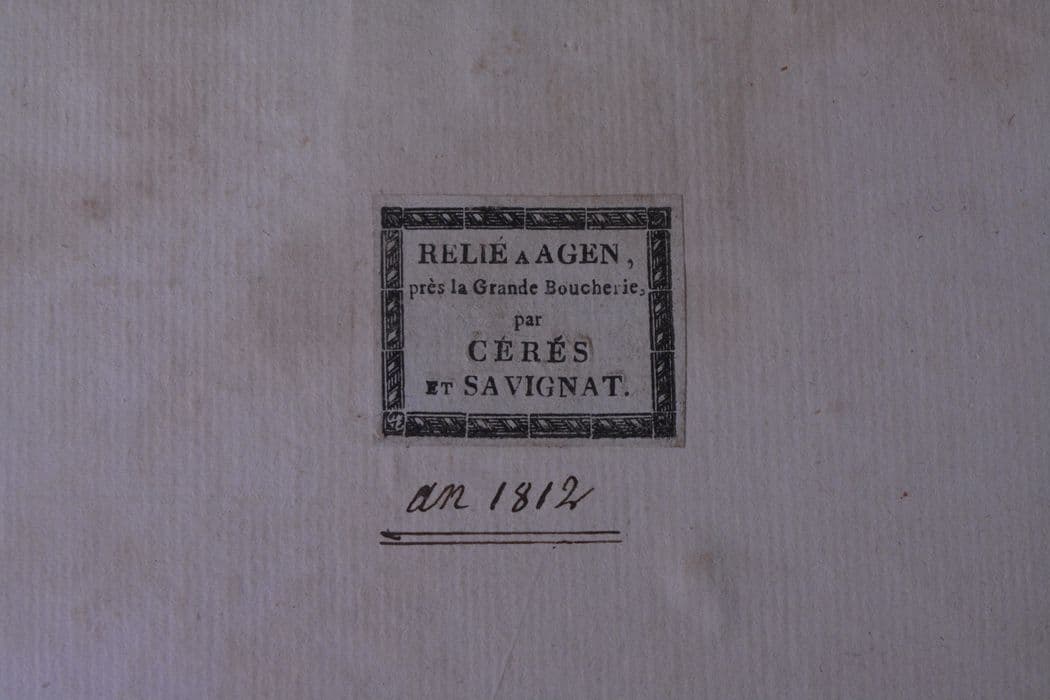 RELIÉ A AGEN,
près la Grande Boucherie,
par
CÉRÉS
ET SAVIGNAT.
an 1812